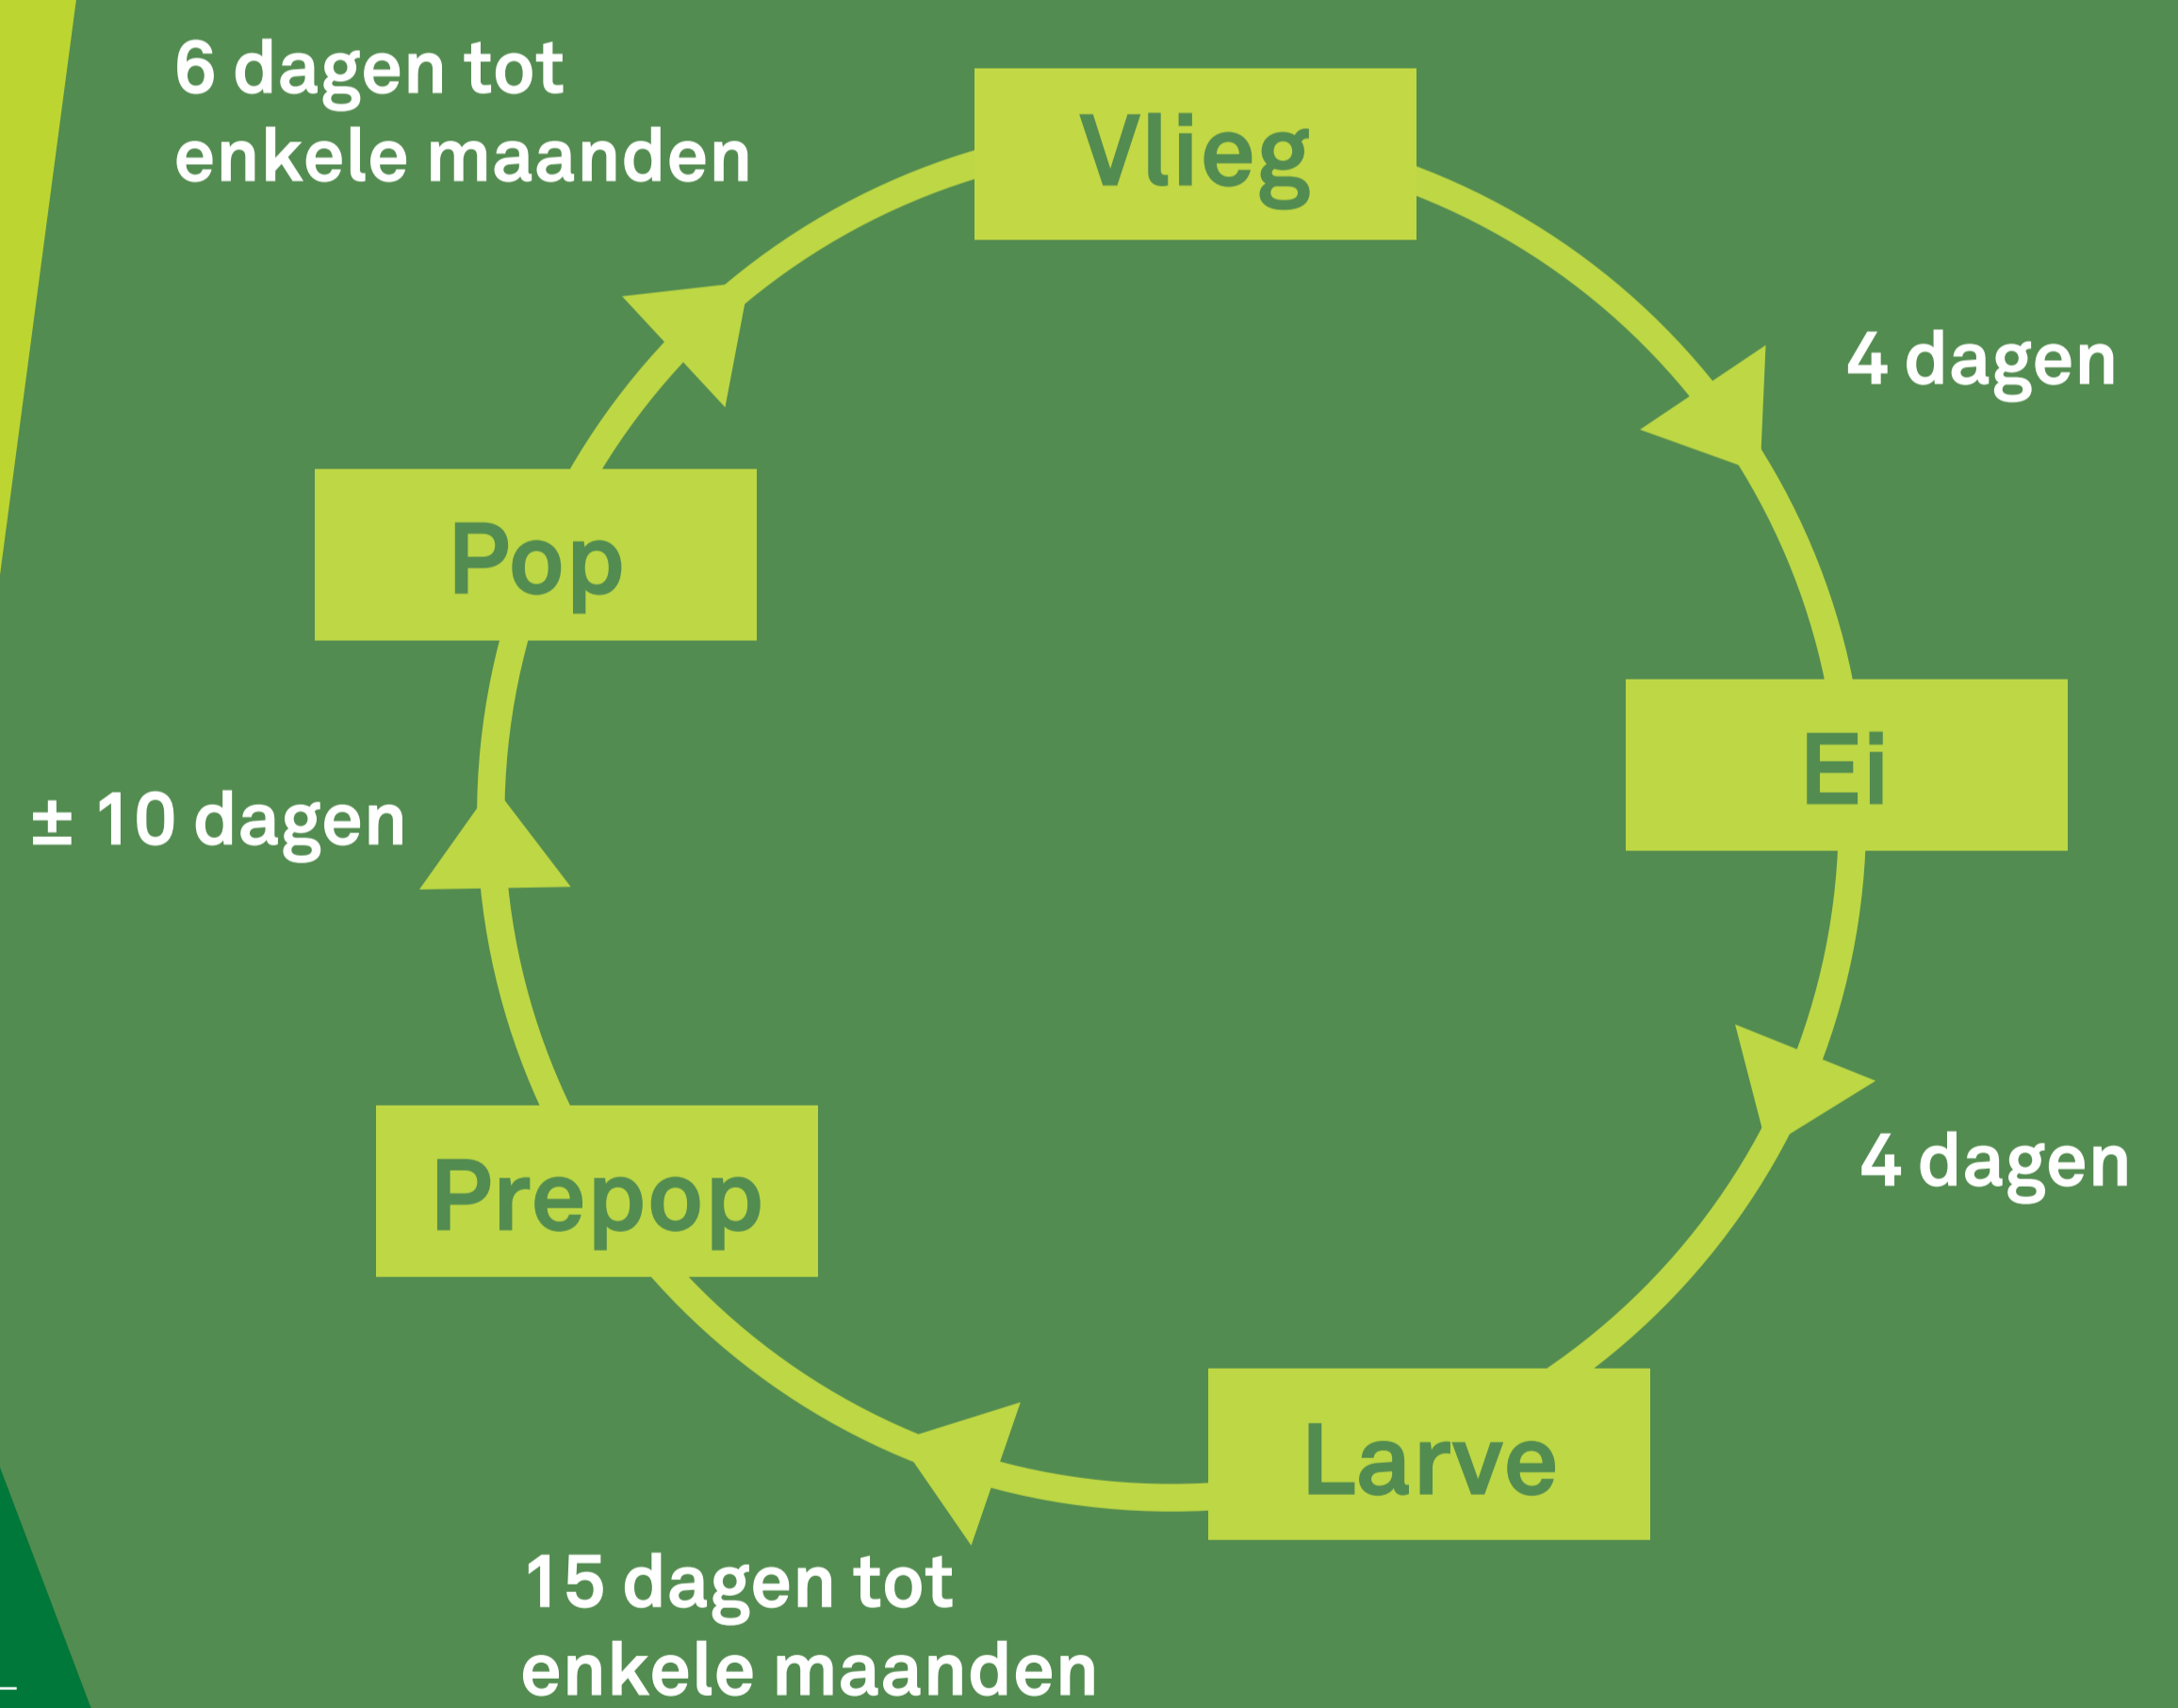 6 dagen tot
enkele maanden
Vlieg
4 dagen
Pop
Ei
± 10 dagen
Prepop
4 dagen
Larve
15 dagen tot
enkele maanden